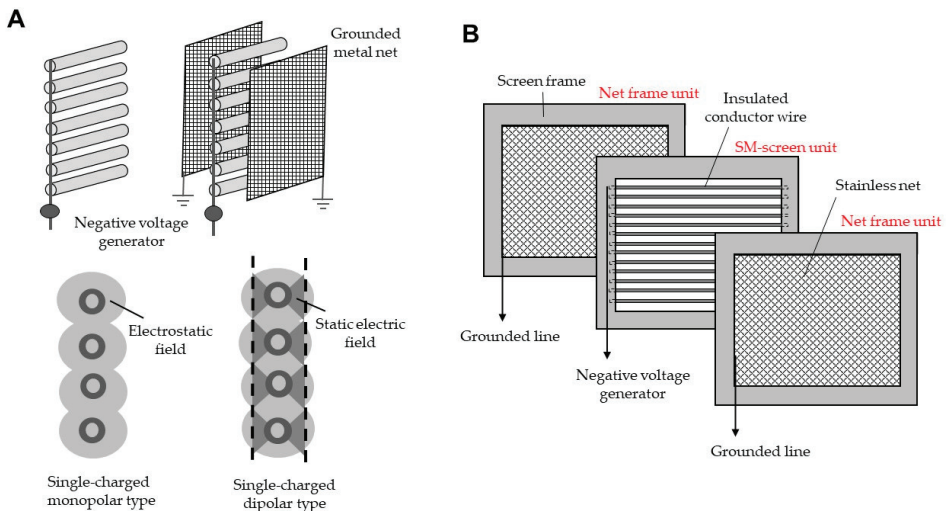 A
Grounded
metal net
Negative voltage
generator
Electrostatic
field
Static electric
field
Single-charged
monopolar type
Single-charged
dipolar type
B
Screen frame
Net frame unit
Insulated
conductor wire
SM-screen unit
Stainless net
Net frame unit
Grounded line
Negative voltage
generator
Grounded line